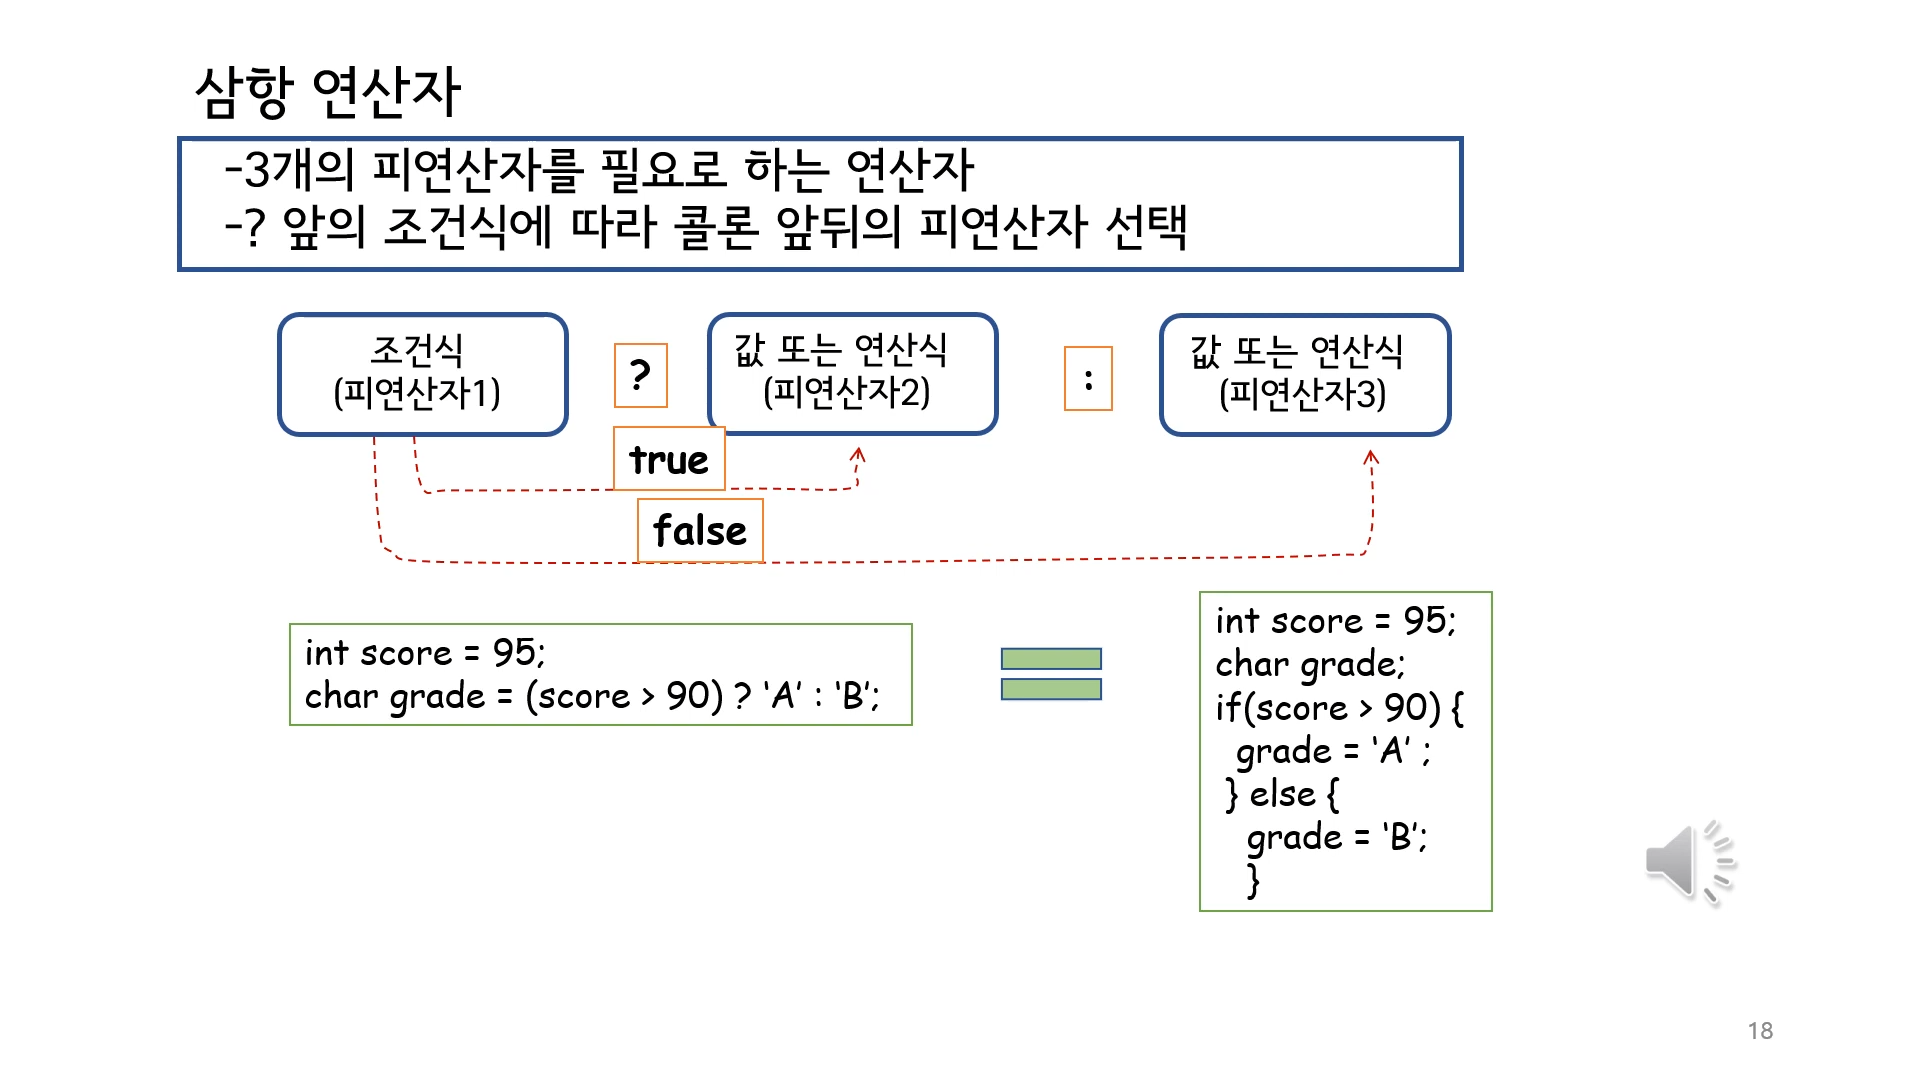 삼항 연산자
-3개의 피연산자를 필요로 하는 연산자
-? 앞의 조건식에 따라 콜론 앞뒤의 피연산자 선택
조건식
(피연산자1)
?
값 또는 연산식
(피연산자2)
:
값 또는 연산식
(피연산자3)
true
false
int score = 95;
char grade = (score > 90) ? ‘A’ : ‘B’;
int score = 95;
char grade;
if(score > 90) {
grade = ‘A’ ;
} else {
grade = ‘B’;
}
18